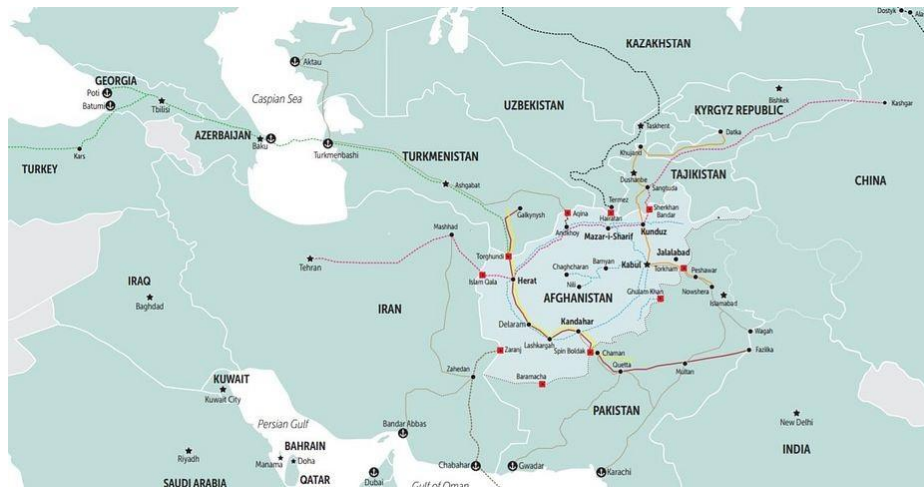 Dostyk
Ala
KAZAKHSTAN
Aktau
GEORGIA
Poti
Batumi
Tbilisi
Caspian Sea
UZBEKISTAN
Bishkek
KYRGYZ REPUBLIC
Kashgar
AZERBAIJAN
Baku
Turkmenbashi
Tashkent
Datka
Khujand
Kars
TURKEY
TURKMENISTAN
Ashgabat
Dushanbe
TAJIKISTAN
Sangtuda
CHINA
Galkynysh
Aqina
Termez
Hairatan
Sherkhan
Bandar
Andkhoy
Mazar-i-Sharif
Kunduz
Mashhad
Tehran
Torghundi
Islam Qala
Herat
Chaghcharan
Bamyan
Nili
Kabul
Jalalabad
Torkham
Peshawar
Nowshera
Islamabad
Ghulam Khan
IRAQ
Baghdad
IRAN
AFGHANISTAN
Delaram
Kandahar
Lashkargah
Spin Boldak
Chaman
Wagah
Fazilka
Zaranj
Quetta
Multan
Zahedan
Baramacha
KUWAIT
Kuwait City
Persian Gulf
Bandar Abbas
PAKISTAN
New Delhi
INDIA
Riyadh
BAHRAIN
Manama
Doha
QATAR
SAUDI ARABIA
Dubai
Chabahar
Gwadar
Karachi
Gulf of Oman